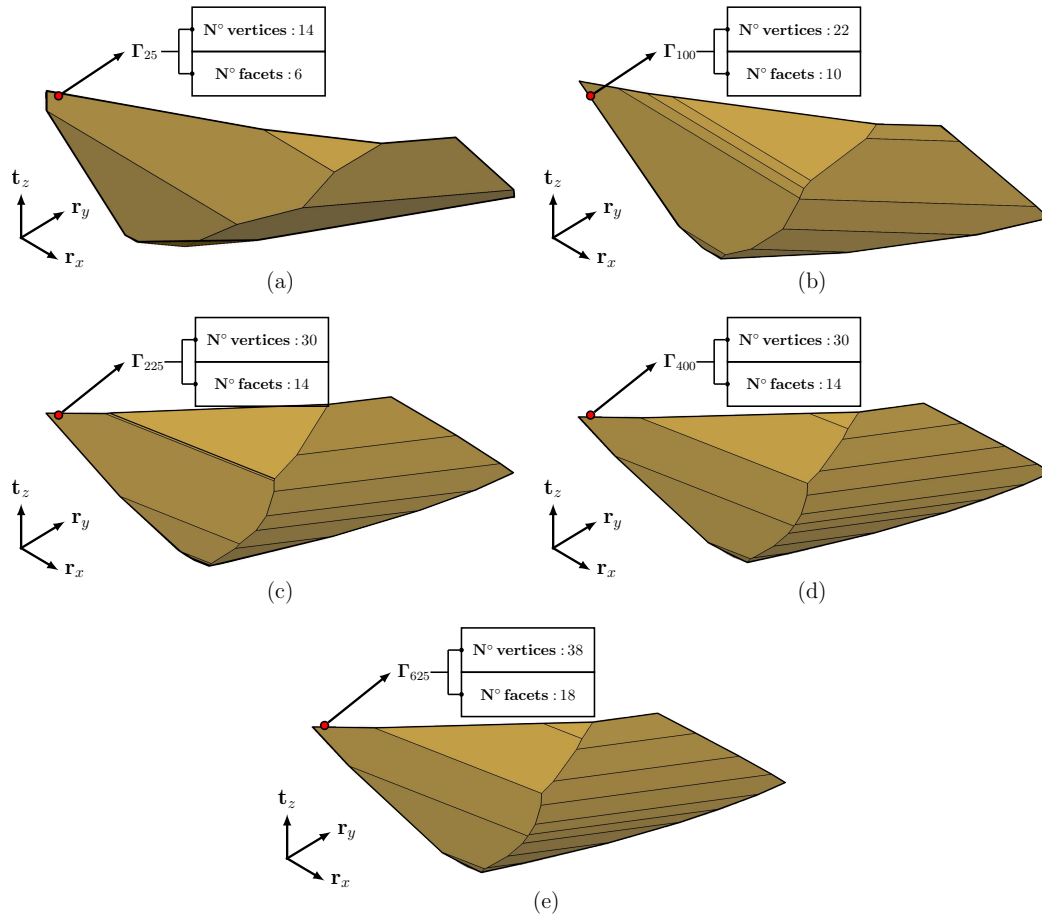 N° vertices : 14
Γ25
N° facets : 6
tz
ry
rx
(a)
N° vertices : 22
Γ100
N° facets : 10
tz
ry
rx
(b)
N° vertices : 30
Γ225
N° facets : 14
tz
ry
rx
(c)
N° vertices : 30
Γ400
N° facets : 14
tz
ry
rx
(d)
N° vertices : 38
Γ625
N° facets : 18
tz
ry
rx
(e)